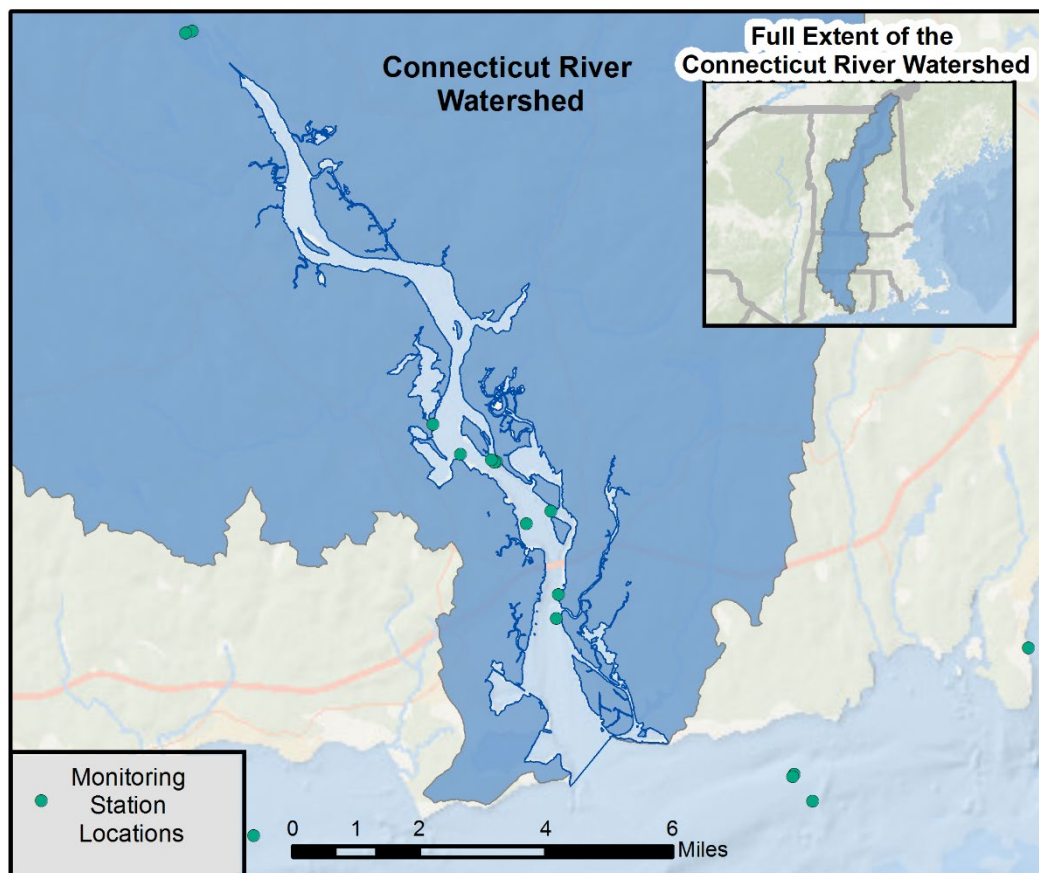 Connecticut River
Watershed
Full Extent of the
Connecticut River Watershed
Monitoring
Station
Locations
0 1 2 4 6
Miles